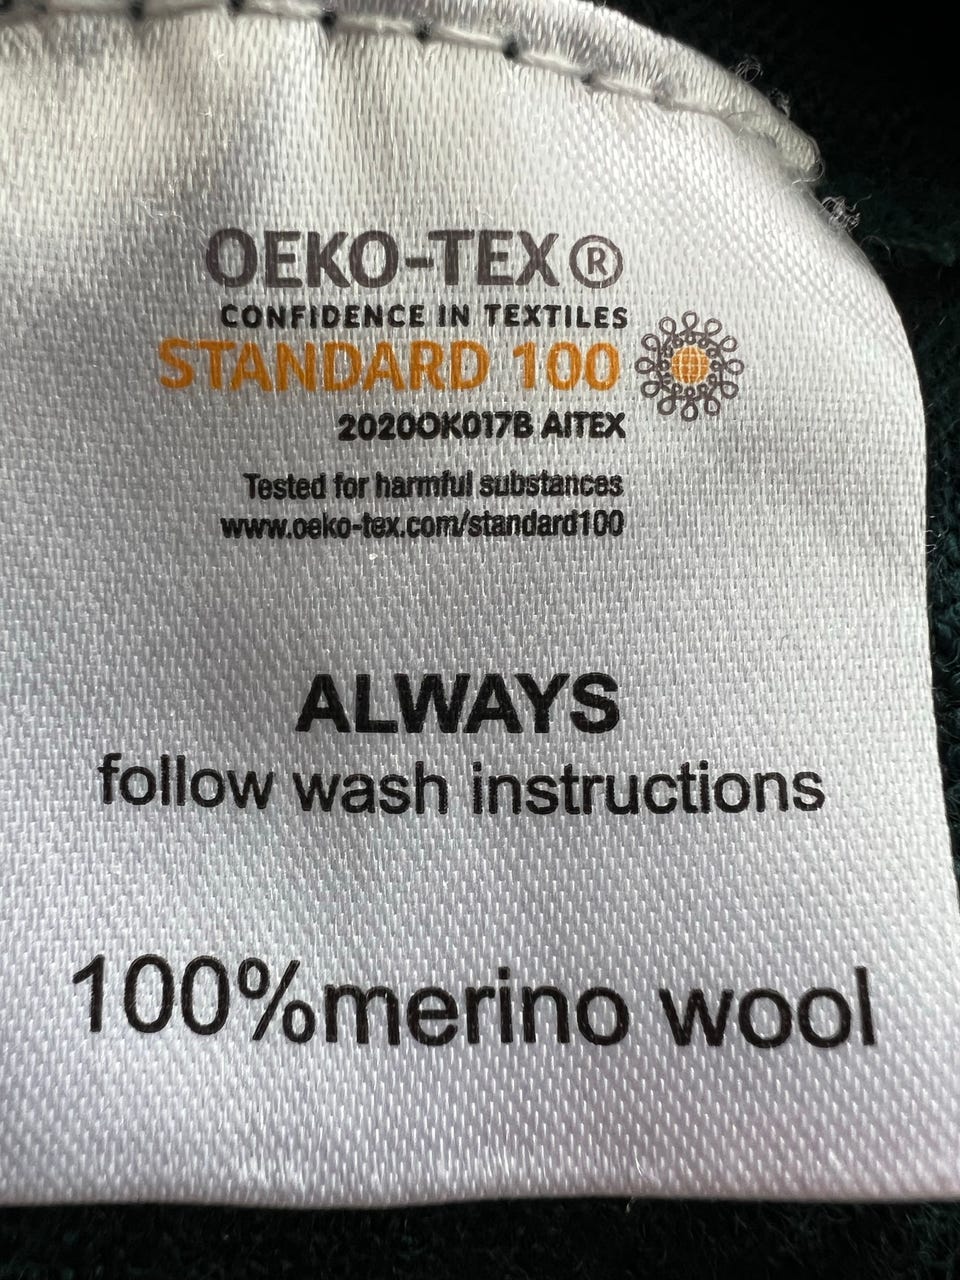 OEKO-TEX®
CONFIDENCE IN TEXTILES
STANDARD 100
2020OK017B AITEX
Tested for harmful substances
www.oeko-tex.com/standard100
ALWAYS
follow wash instructions
100%merino wool